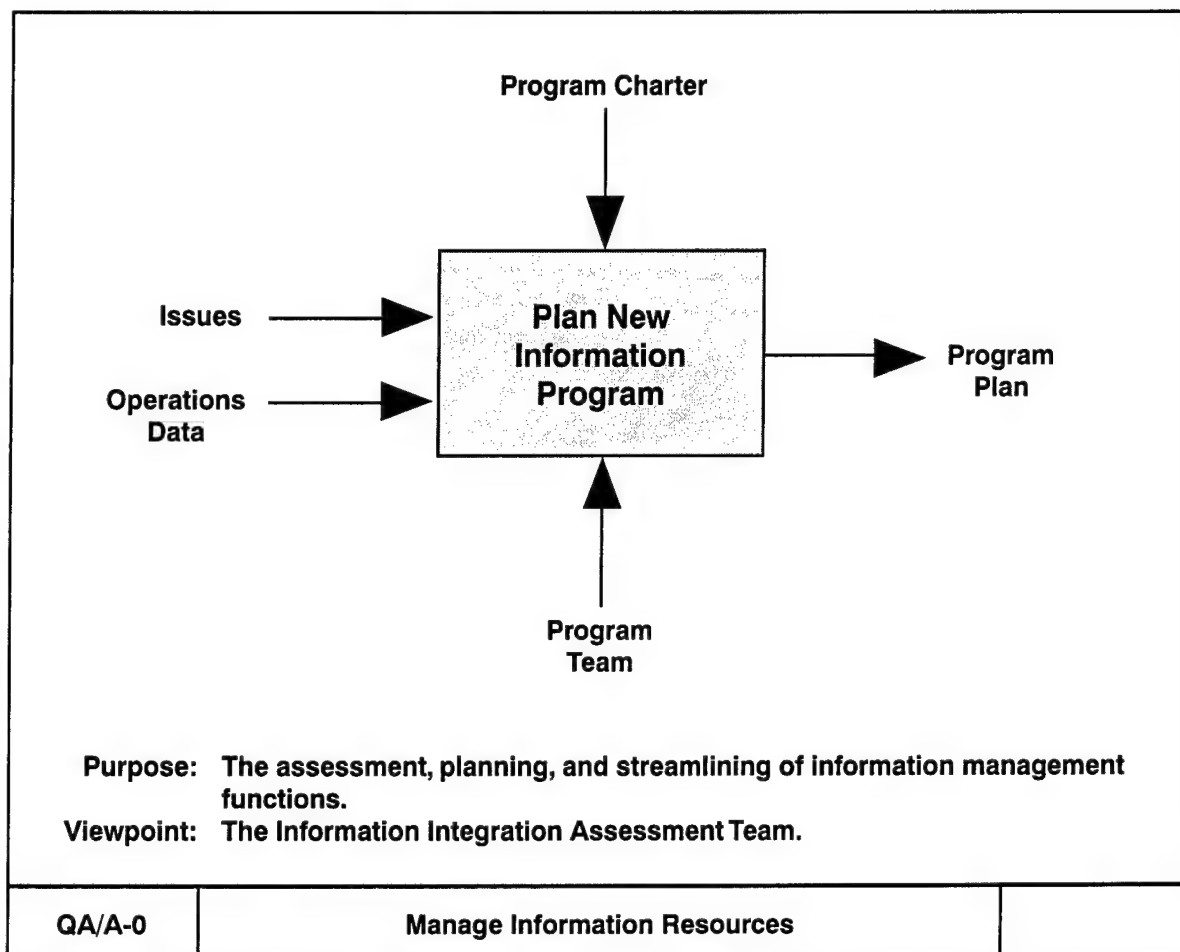 Program Charter
Issues
Operations
Data
Plan New
Information
Program
Program
Plan
Program
Team
Purpose: The assessment, planning, and streamlining of information management
functions.
Viewpoint: The Information Integration Assessment Team.
QA/A-0 Manage Information Resources